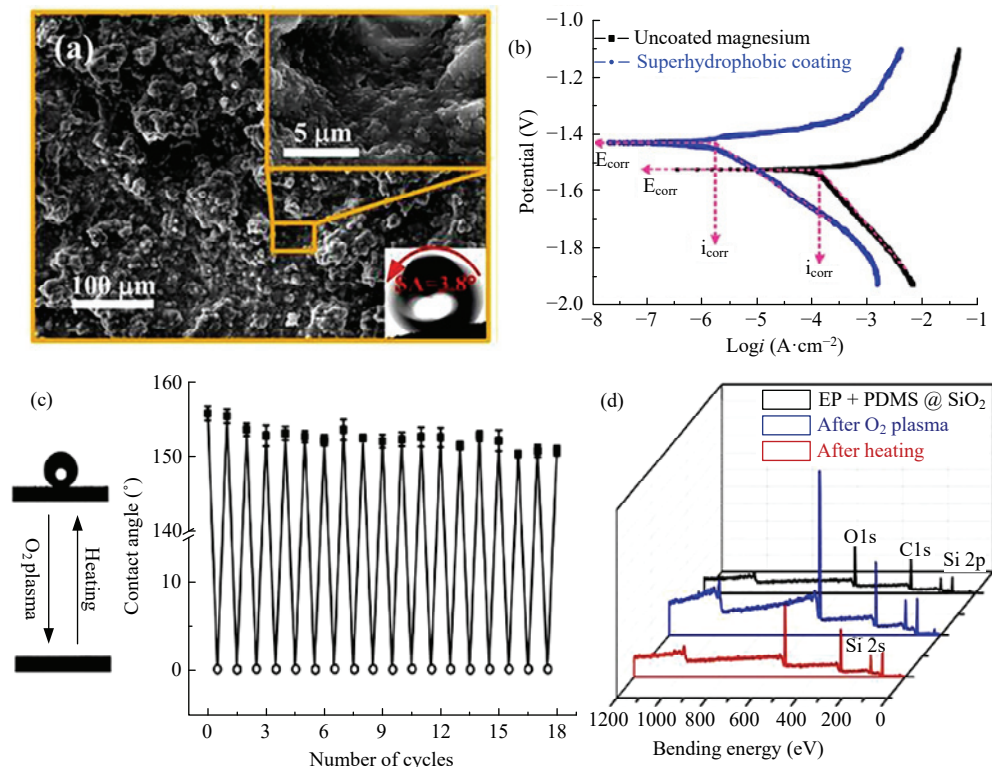 (a)
5 μm
100 μm
SA=3.8°
(b)
Uncoated magnesium
Superhydrophobic coating
Potential (V)
−1.0
−1.2
−1.4
−1.6
−1.8
−2.0
E corr
E corr
i corr
i corr
−8 −7 −6 −5 −4 −3 −2 −1
Logi (A·cm−2)
(c)
O2 plasma
Heating
Contact angle (°)
160
150
140
10
0
0 3 6 9 12 15 18
Number of cycles
(d)
EP + PDMS @ SiO2
After O2 plasma
After heating
O1s
C1s
Si 2p
Si 2s
1200 1000 800 600 400 200 0
Bending energy (eV)